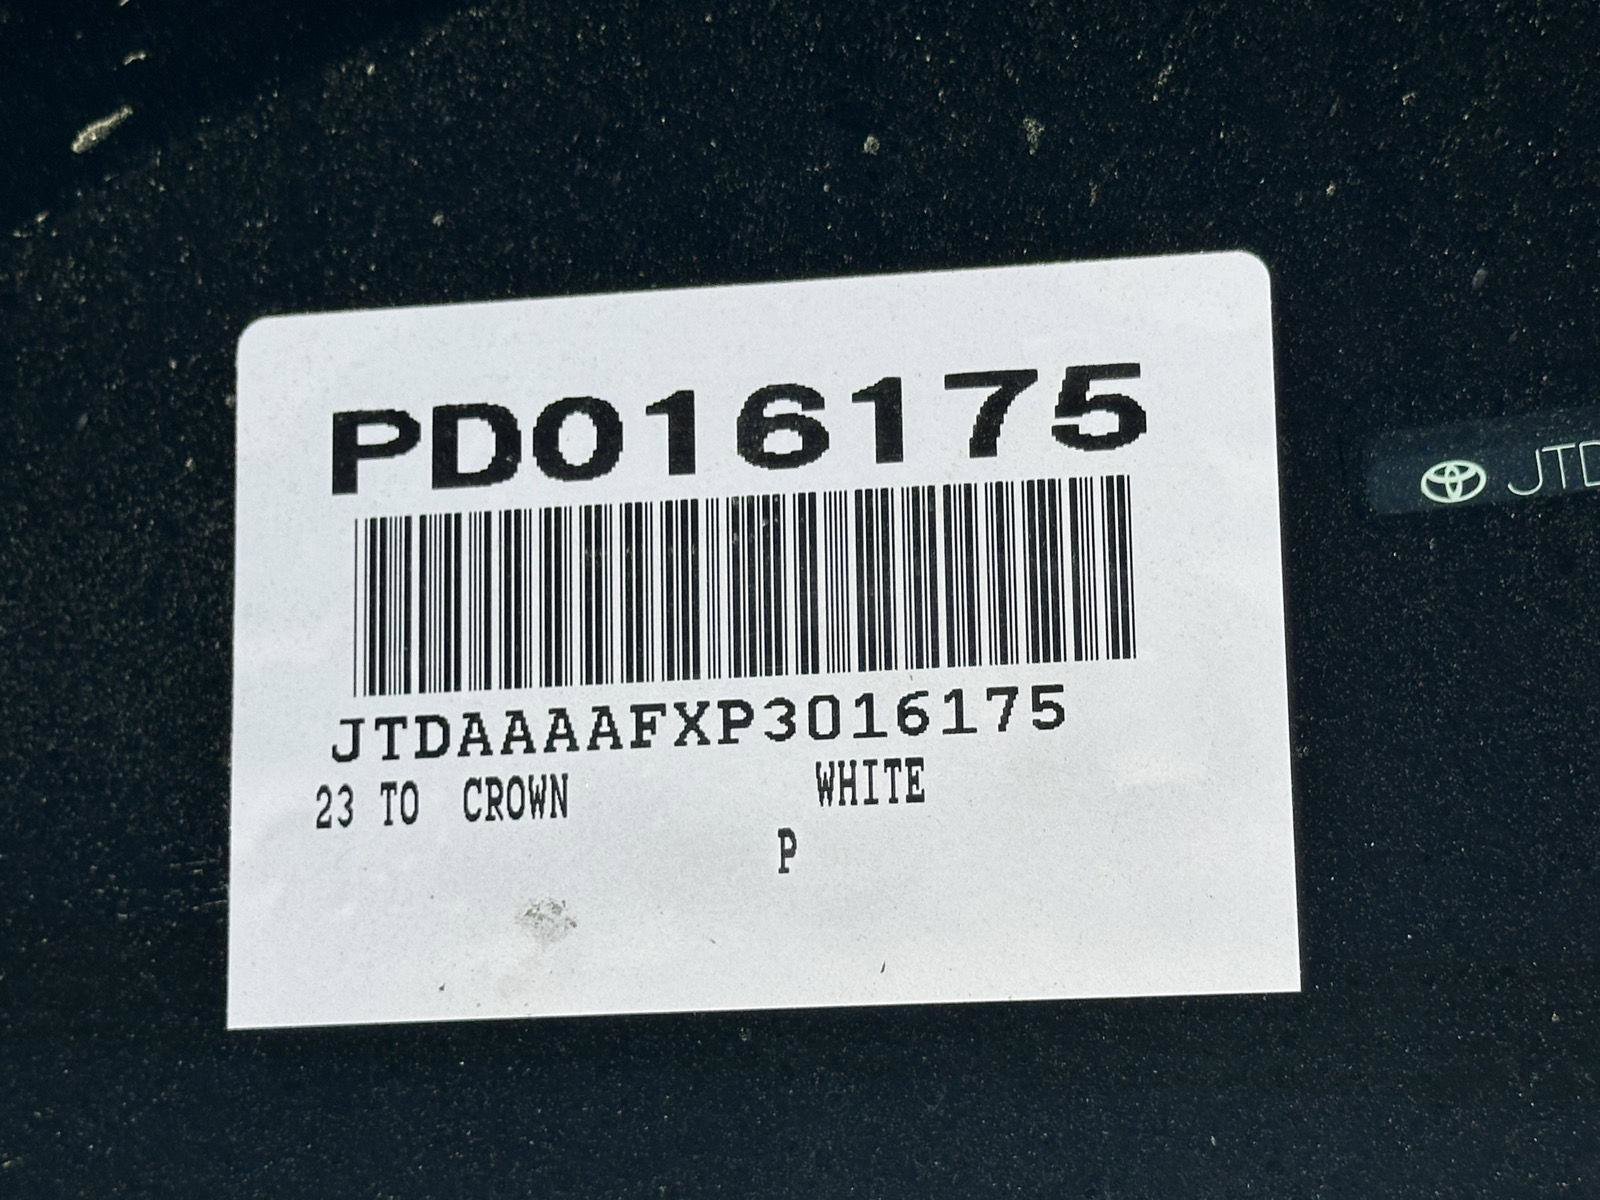 PD016175
JTD
JTDAAAAFXP3016175
23 TO CROWN WHITE
P